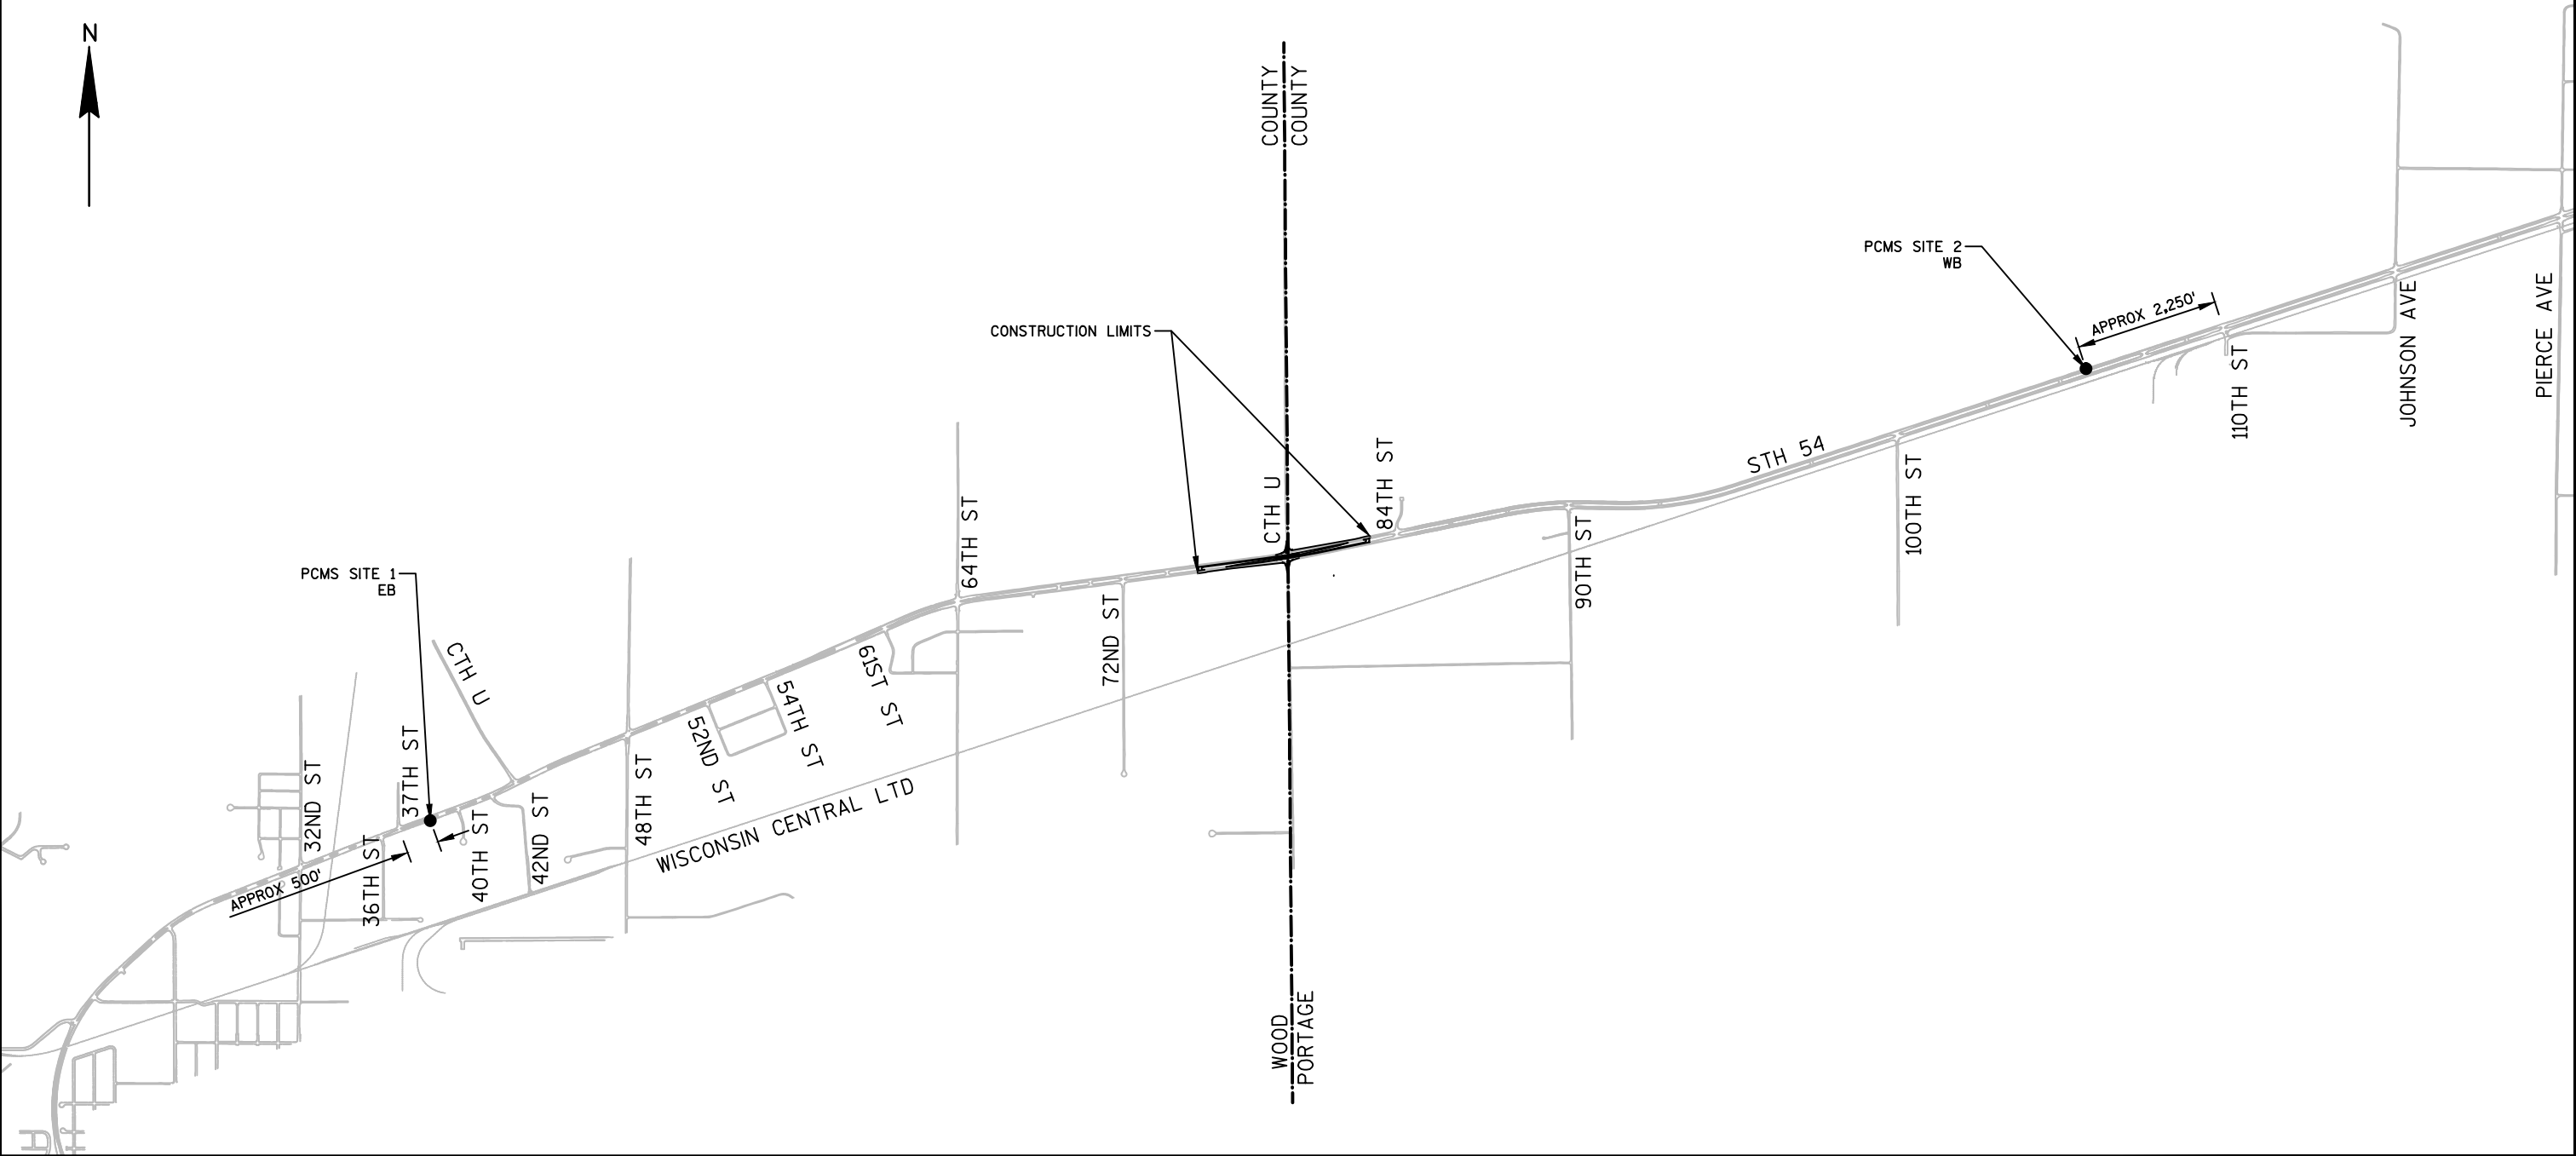 N
COUNTY
COUNTY
PCMS SITE 2
WB
APPROX 2,250'
JOHNSON AVE
PIERCE AVE
CONSTRUCTION LIMITS
110TH ST
STH 54
84TH ST
CTH U
100TH ST
64TH ST
90TH ST
PCMS SITE 1
EB
72ND ST
CTH U
61ST ST
54TH ST
52ND ST
37TH ST
32ND ST
48TH ST
WISCONSIN CENTRAL LTD
42ND ST
40TH ST
36TH ST
APPROX 500'
WOOD
PORTAGE